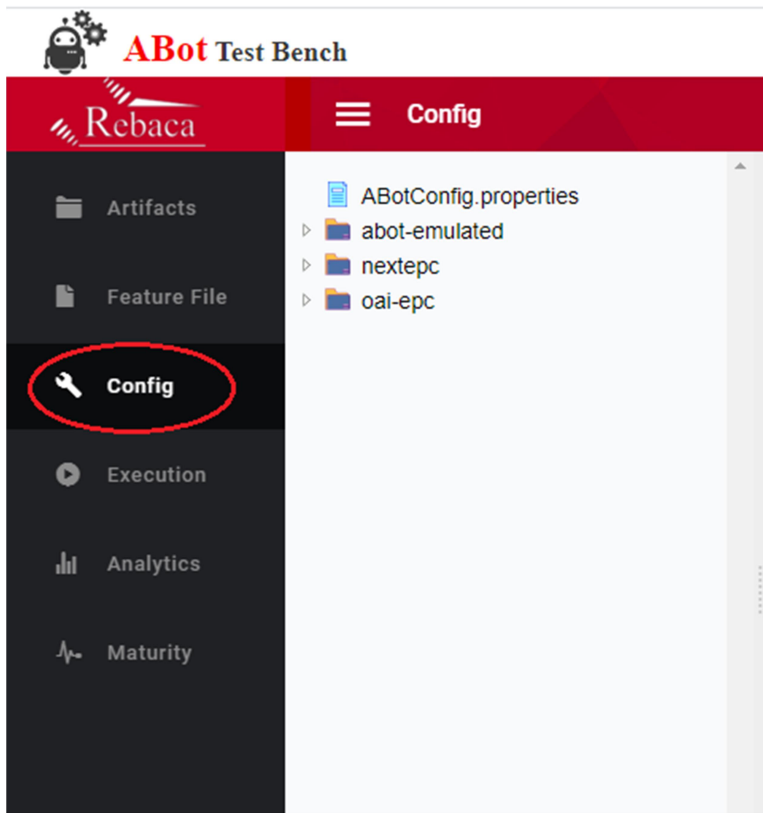 ABot Test Bench
Rebaca
Config
Artifacts
Feature File
Config
Execution
Analytics
Maturity
ABotConfig.properties
abot-emulated
nextepc
oai-epc